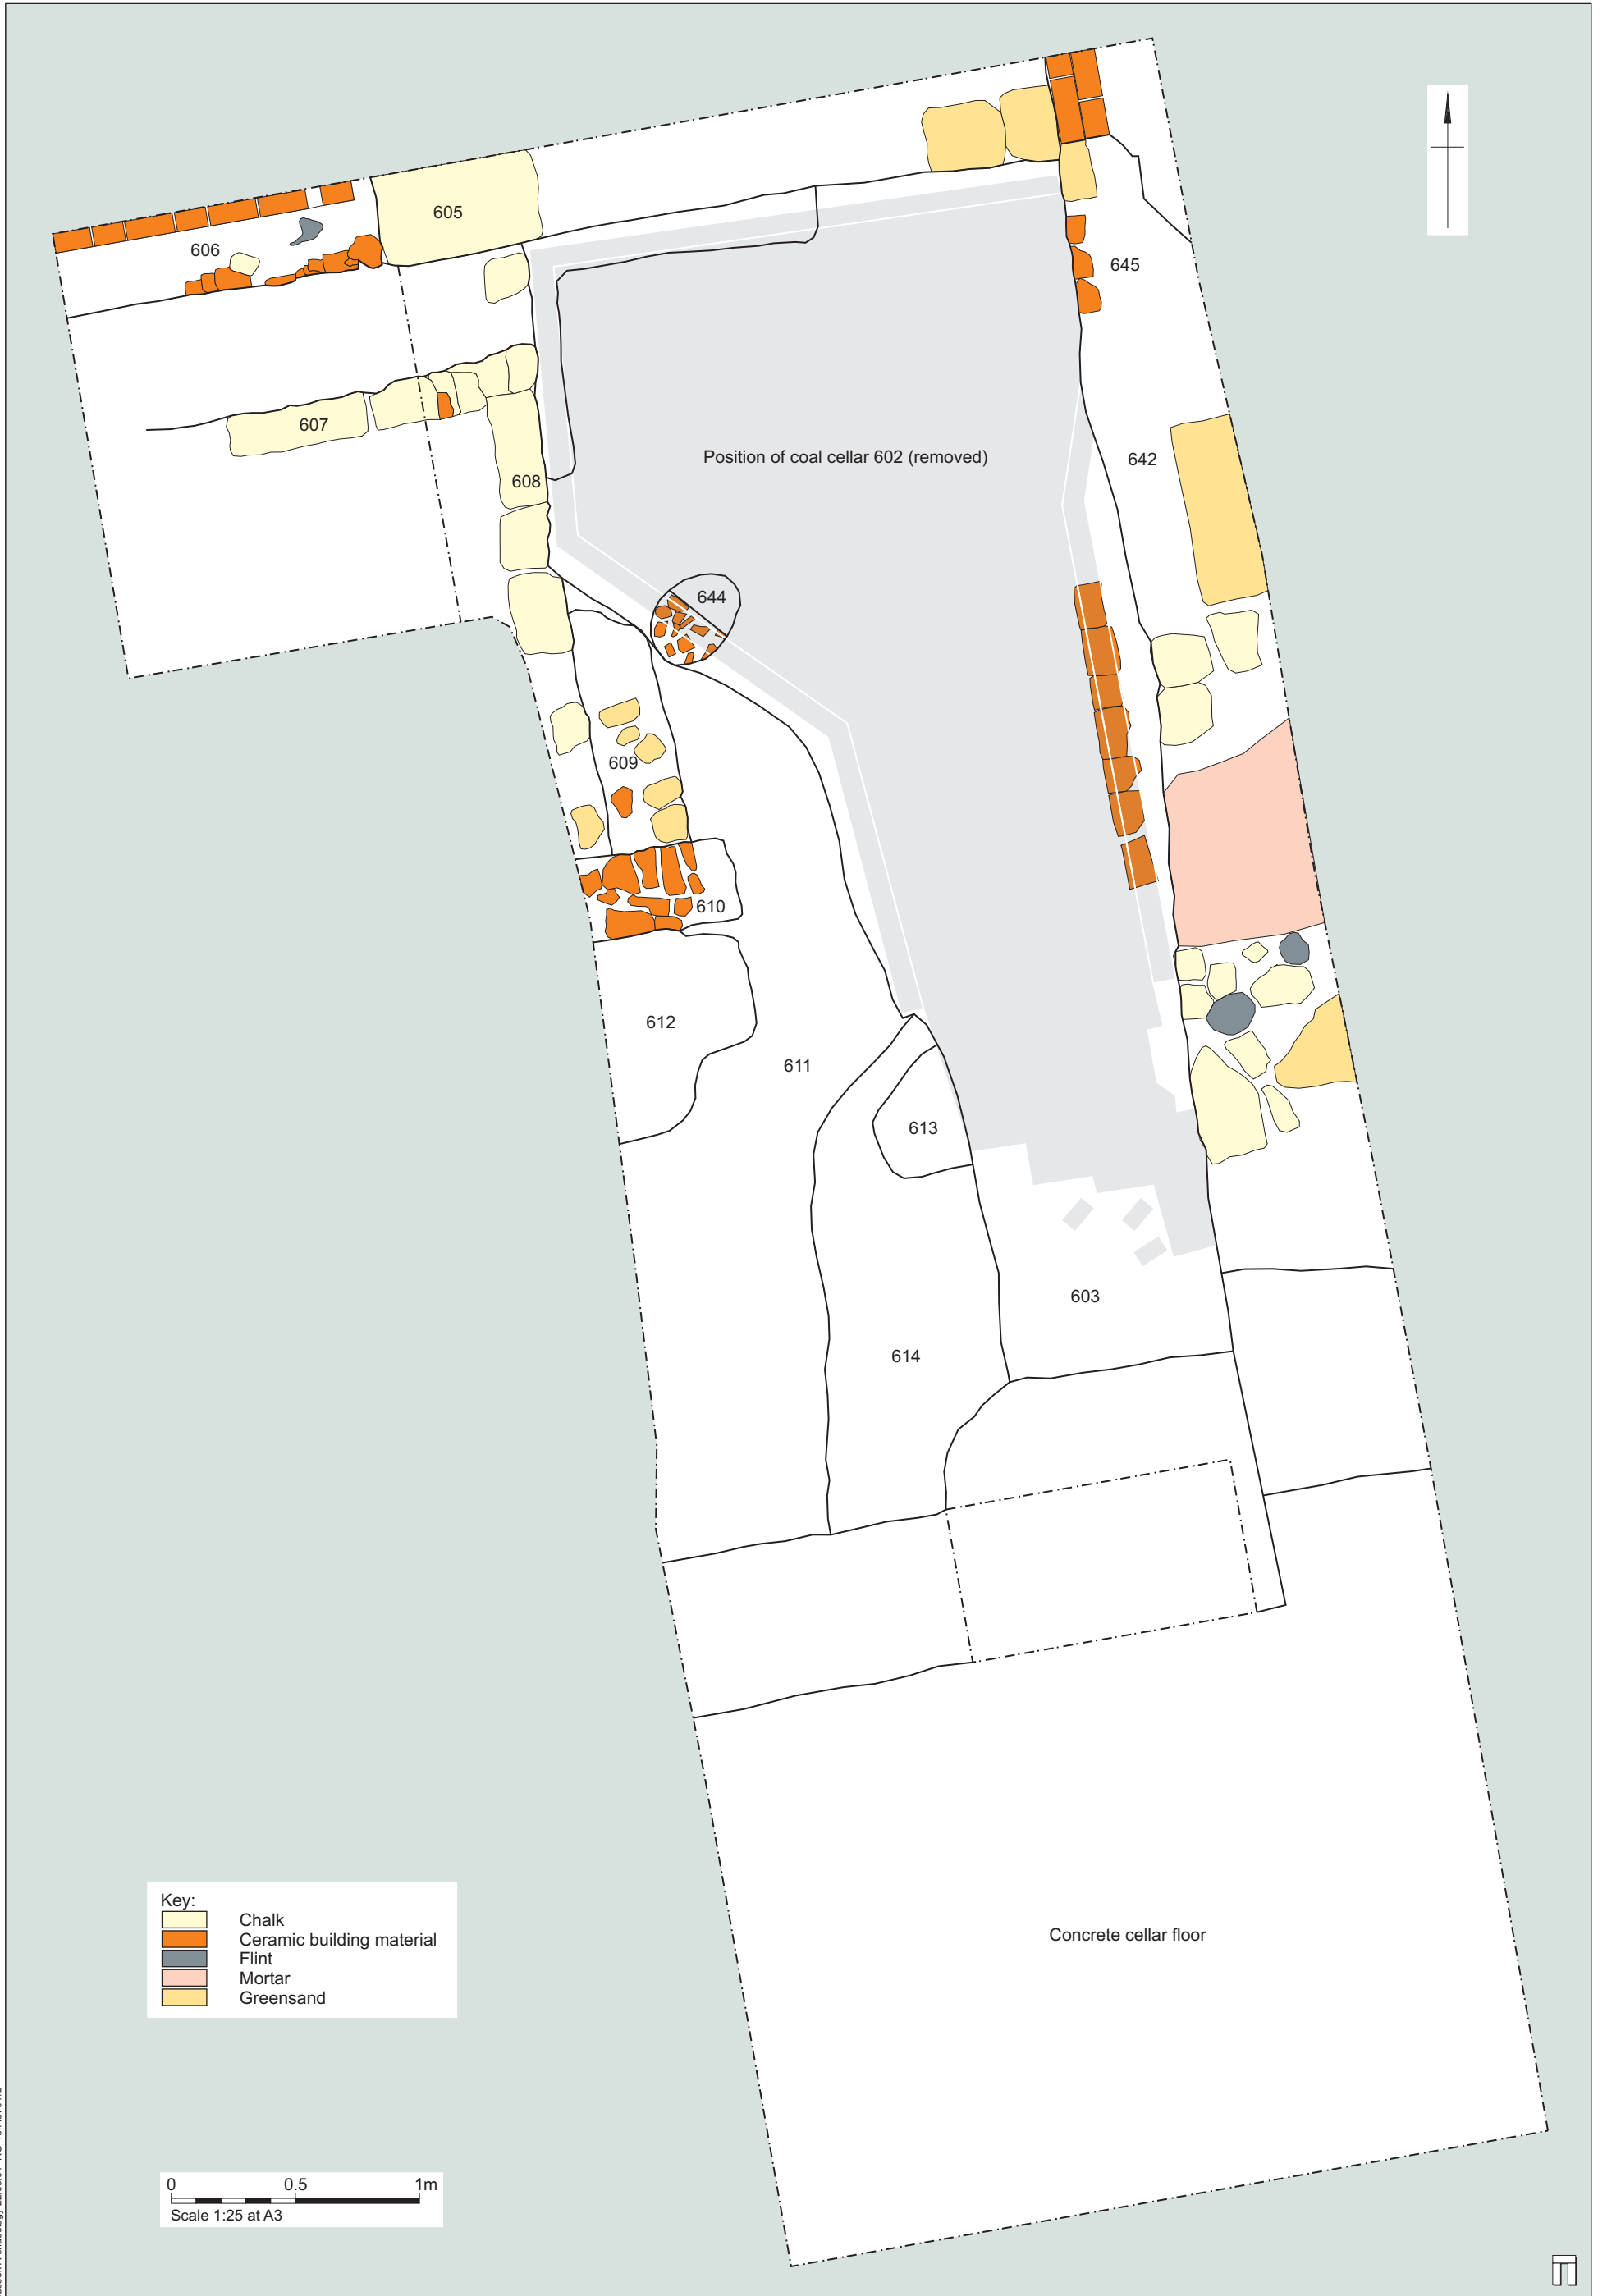 605
606
645
607
Position of coal cellar 602 (removed)
642
608
644
609
610
612
611
613
603
614
Key:
Chalk
Ceramic building material
Flint
Mortar
Greensand
Concrete cellar floor
0 0.5 1m
Scale 1:25 at A3